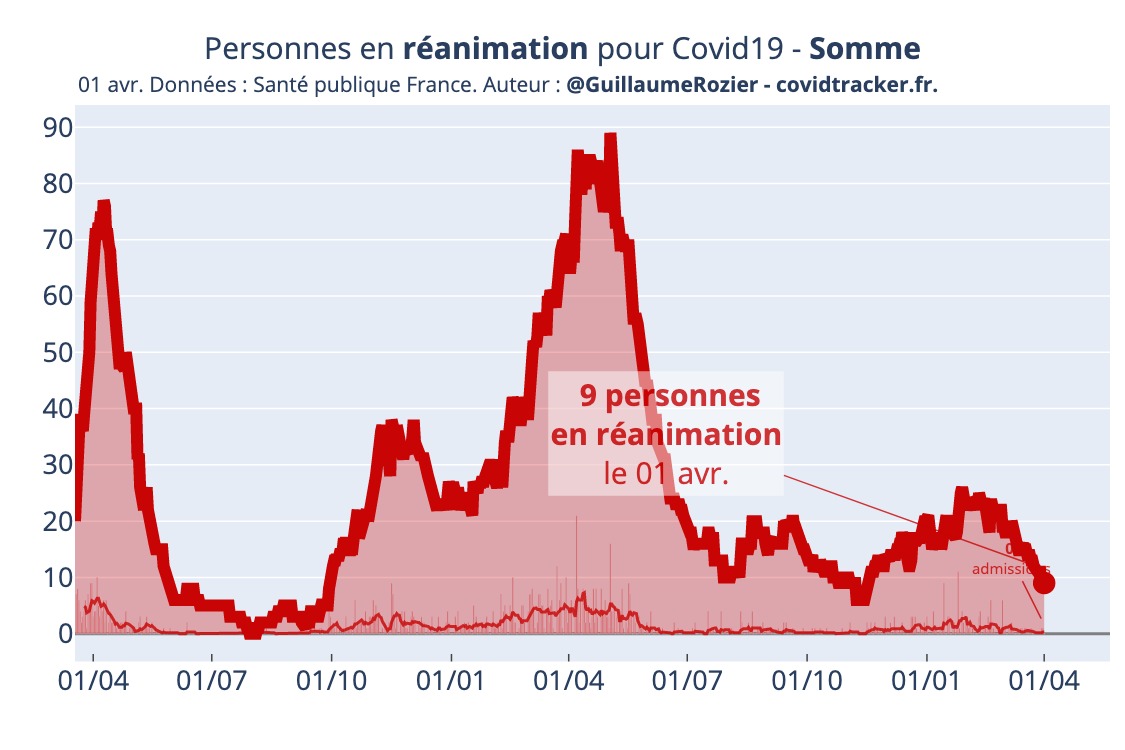 Personnes en réanimation pour Covid19 - Somme
01 avr. Données : Santé publique France. Auteur : @GuillaumeRozier - covidtracker.fr.
90
80
70
60
50
40
30
20
10
0
9 personnes
en réanimation
le 01 avr.
admissions
01/04 01/07 01/10 01/01 01/04 01/07 01/10 01/01 01/04